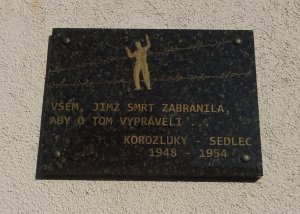 VŠEM, JIMŽ SMRT ZABRÁNILA,
ABY O TOM VYPRÁVĚLI ...
KOROZLUKY - SEDLEC
1948 - 1954